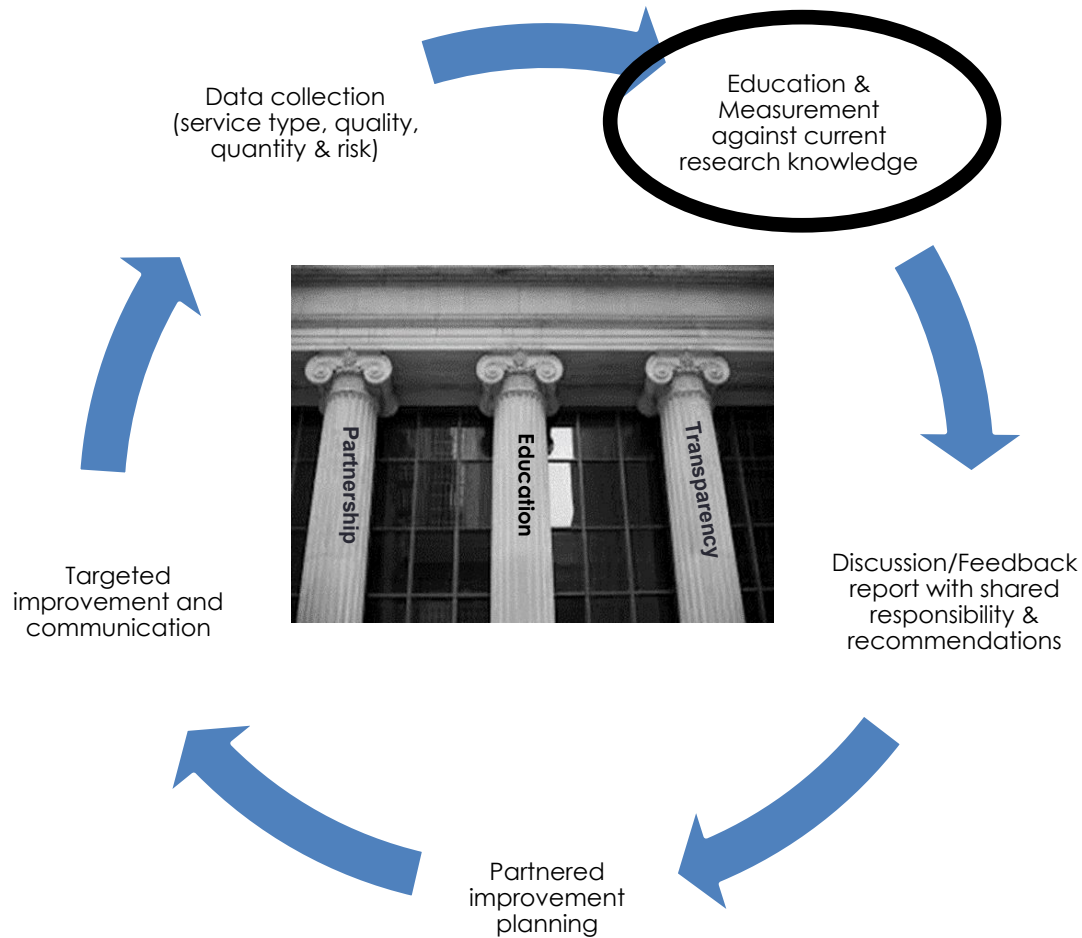 Data collection
(service type, quality,
quantity & risk)
Education &
Measurement
against current
research knowledge
Discussion/Feedback
report with shared
responsibility &
recommendations
Partnered
improvement
planning
Targeted
improvement and
communication
Partnership
Education
Transparency